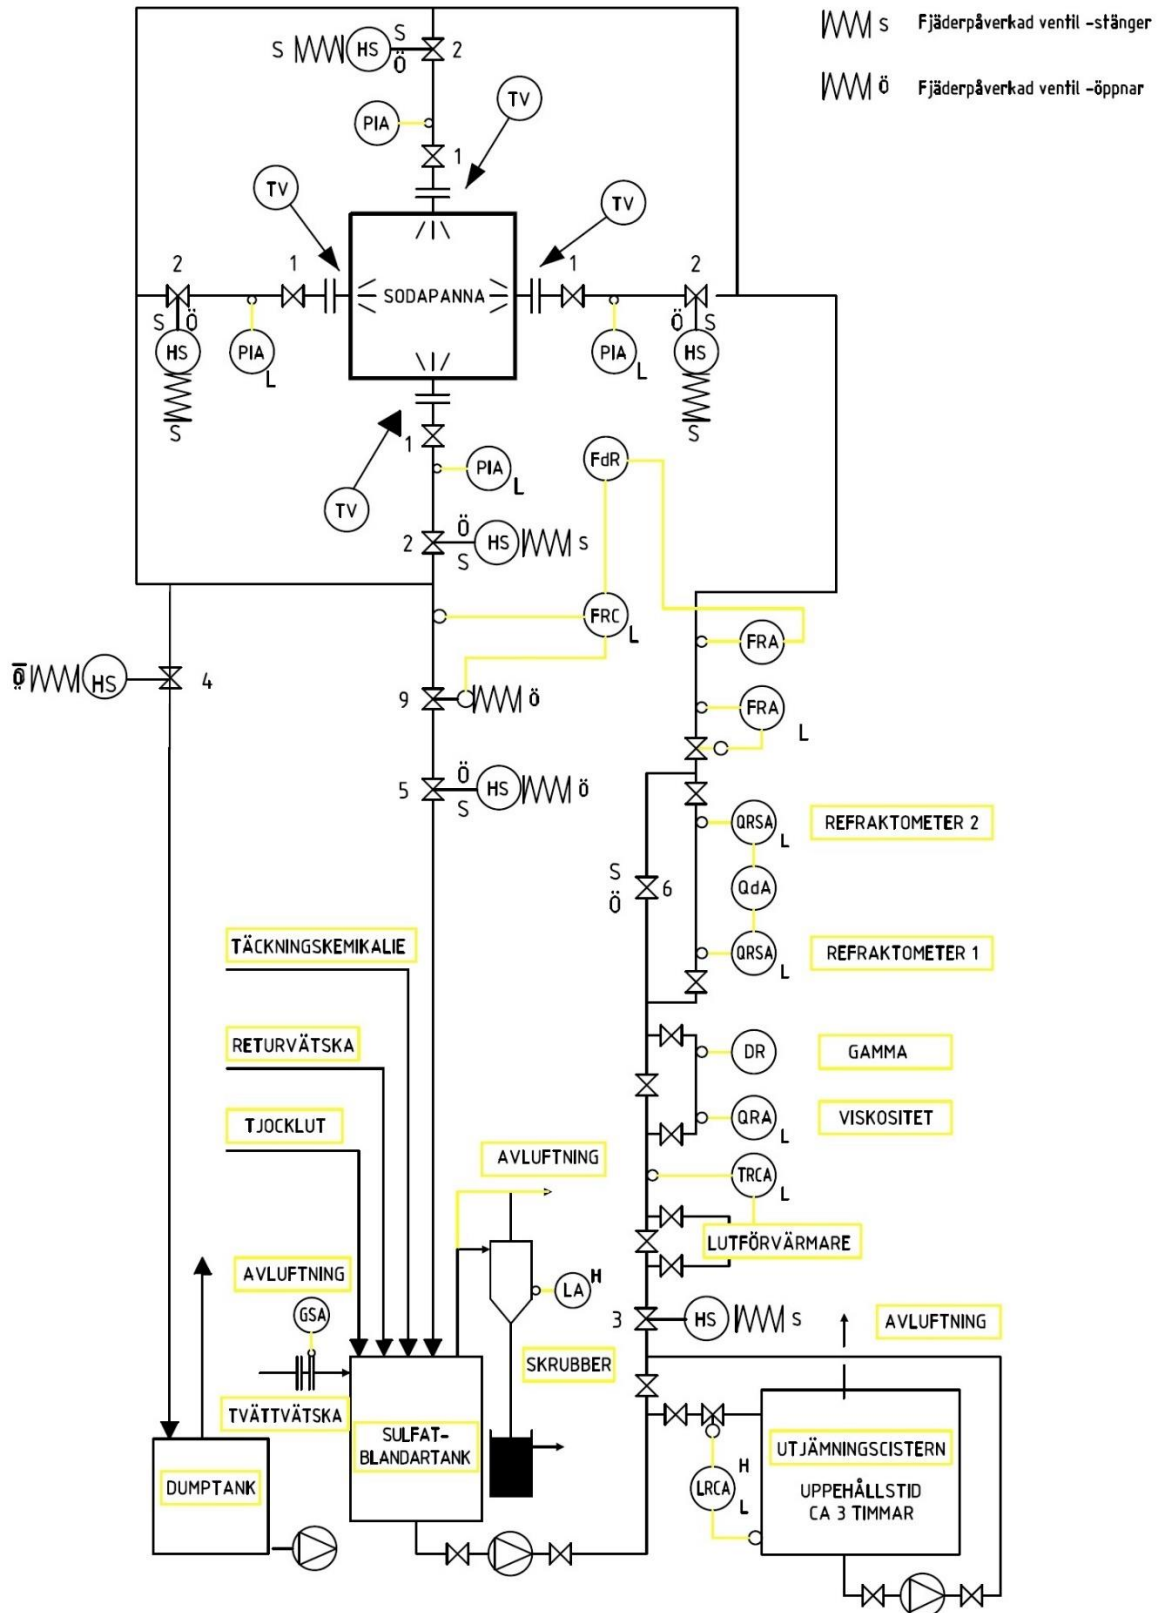 S Fjäderpåverkad ventil -stänger
Ö Fjäderpåverkad ventil -öppnar
S HS S Ö 2
TV
PIA
1
TV
TV
2 1 1 2
SODAPANNA
S Ö Ö S
HS PIA L PIA L HS
S S
1
TV
PIA L
FdR
Ö
2 HS S
S
FRC L
FRA
Ö HS 4
9 Ö
FRA L
Ö
5 HS Ö
S
QRSA L REFRAKTOMETER 2
S
Ö 6
QdA
TÄCKNINGSKEMIKALIE
QRSA L REFRAKTOMETER 1
RETURVÄTSKA
DR GAMMA
TJOCKLUT
QRA L VISKOSITET
AVLUFTNING
TRCA L
LUTFÖRVÄRMARE
AVLUFTNING
GSA
LA H
3 HS S
AVLUFTNING
SKRUBBER
TVÄTTVÄTSKA
SULFAT-
BLANDARTANK
DUMPTANK
LRCA H L
UTJÄMNINGSCISTERN
UPPEHÅLLSTID
CA 3 TIMMAR